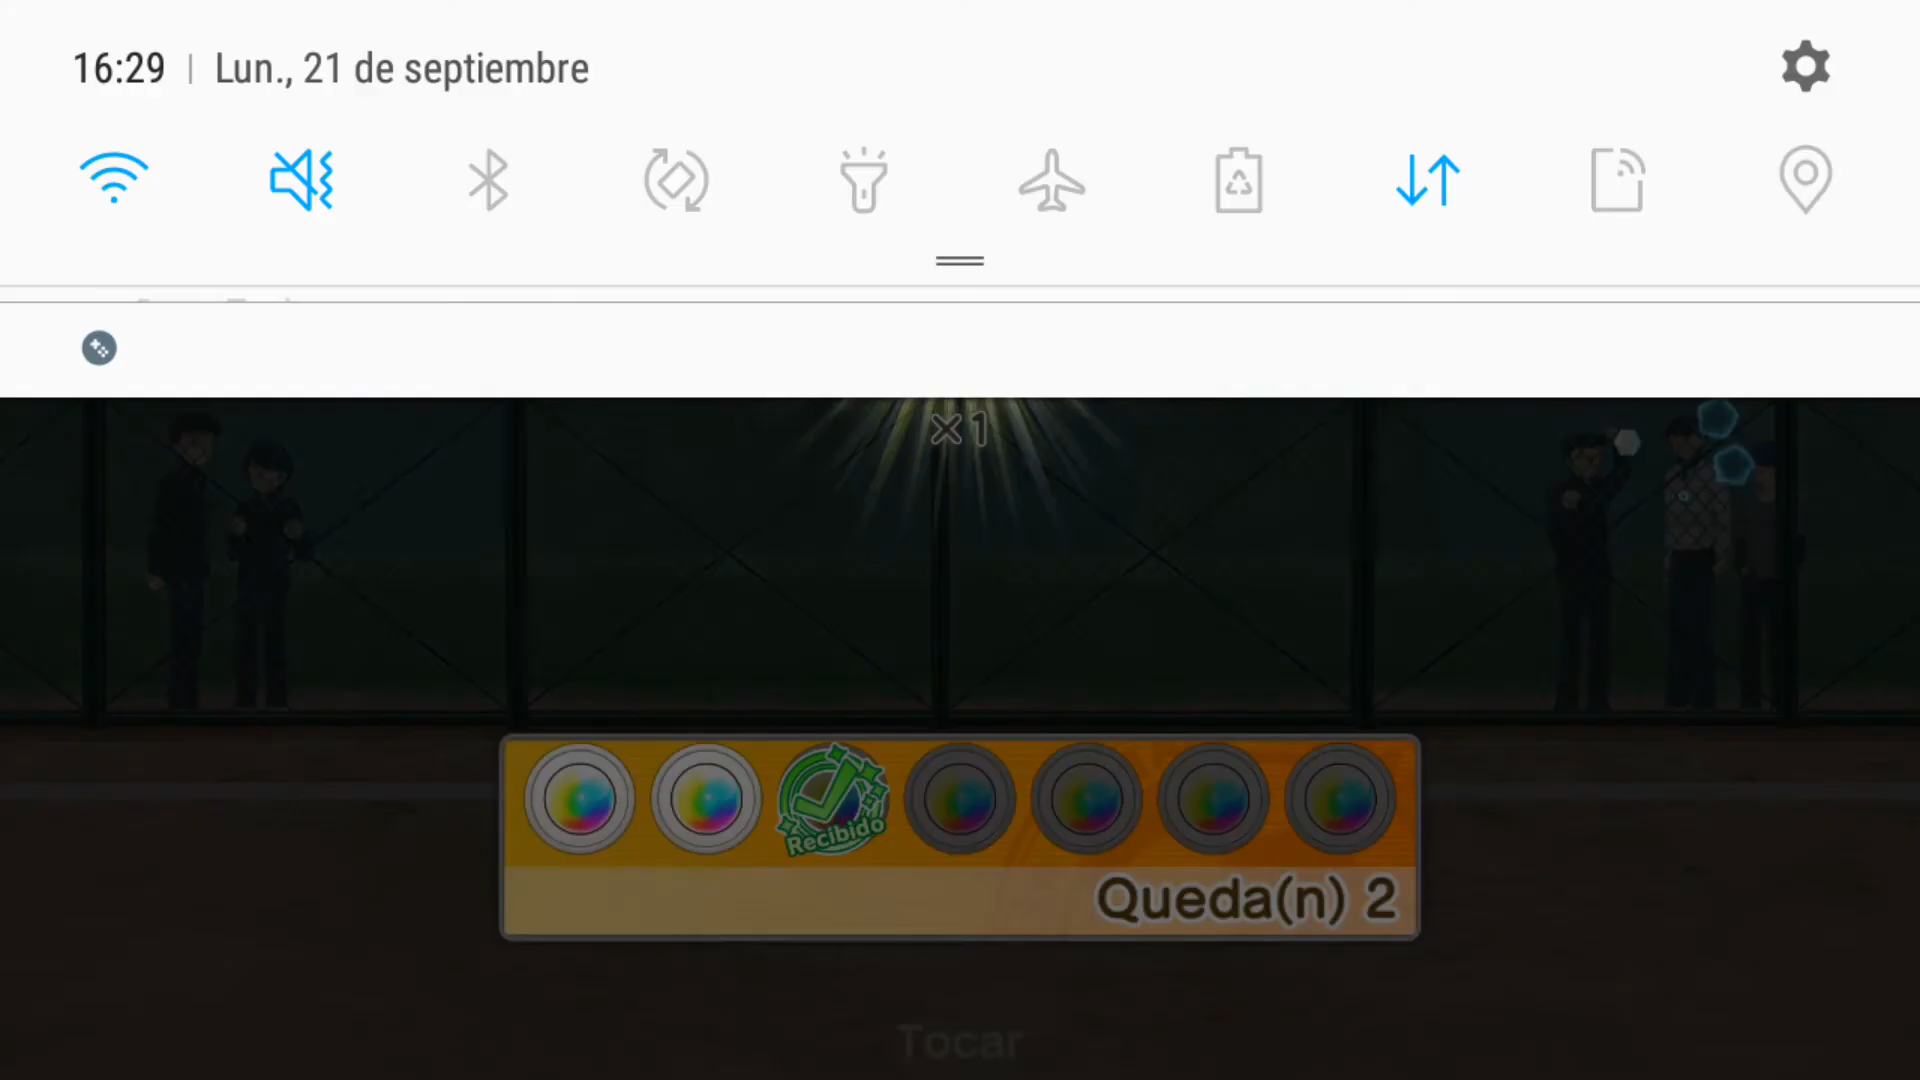 16:29 | Lun., 21 de septiembre
×1
Recibido
Queda(n) 2
Tocar